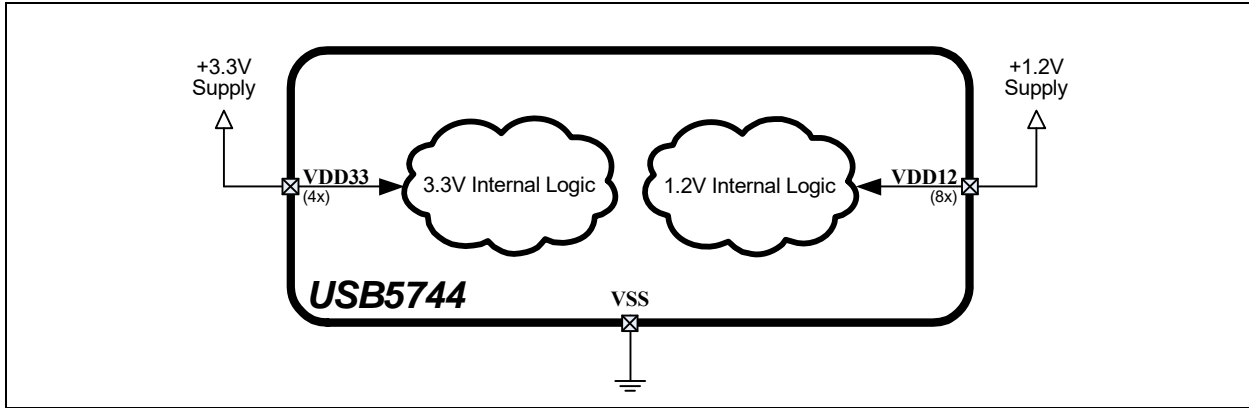 +3.3V
Supply
+1.2V
Supply
VDD33
(4x)
3.3V Internal Logic
1.2V Internal Logic
VDD12
(8x)
USB5744
VSS